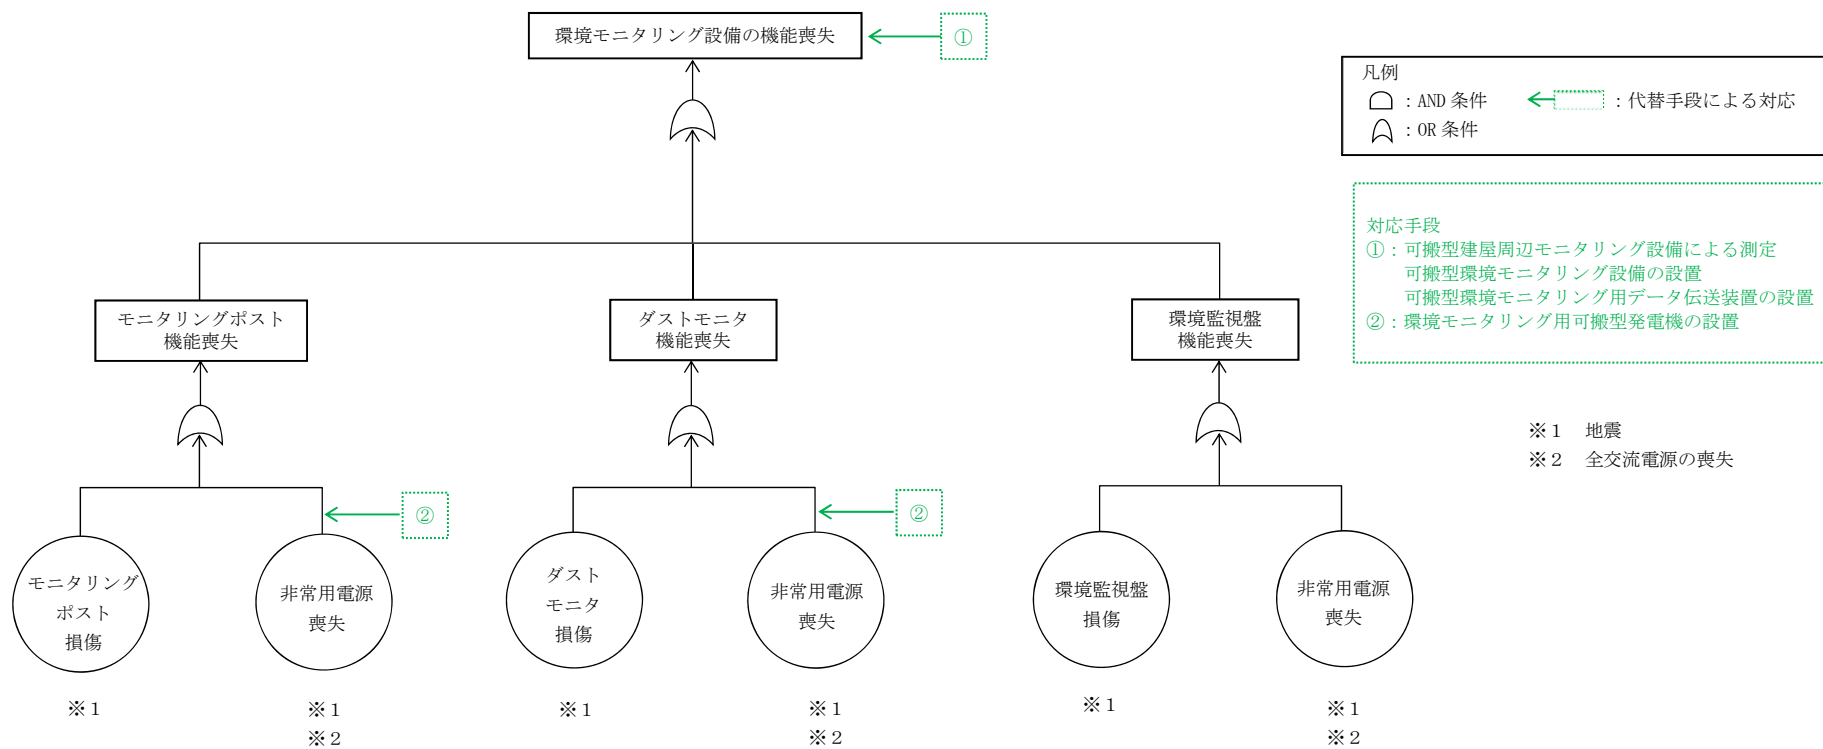 環境モニタリング設備の機能喪失
①
凡例
：AND 条件
：代替手段による対応
：OR 条件
対応手段
①：可搬型建屋周辺モニタリング設備による測定
可搬型環境モニタリング設備の設置
可搬型環境モニタリング用データ伝送装置の設置
②：環境モニタリング用可搬型発電機の設置
モニタリングポスト
機能喪失
ダストモニタ
機能喪失
環境監視盤
機能喪失
※１　地震
※２　全交流電源の喪失
②
②
モニタリング
ポスト
損傷
非常用電源
喪失
ダスト
モニタ
損傷
非常用電源
喪失
環境監視盤
損傷
非常用電源
喪失
※１
※１
※２
※１
※１
※２
※１
※１
※２